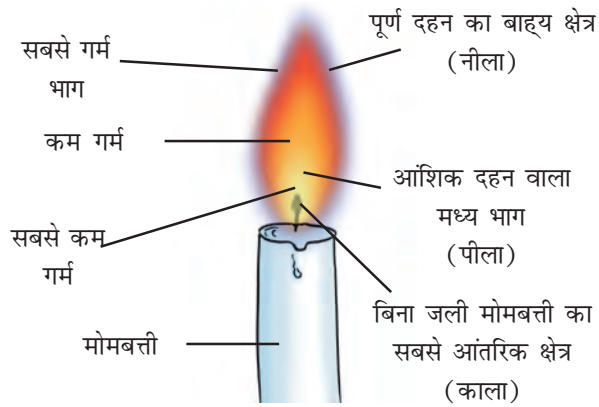 सबसे गर्म
भाग
कम गर्म
सबसे कम
गर्म
मोमबत्ती
पूर्ण दहन का बाह्य क्षेत्र
(नीला)
आंशिक दहन वाला
मध्य भाग
(पीला)
बिना जली मोमबत्ती का
सबसे आंतरिक क्षेत्र
(काला)